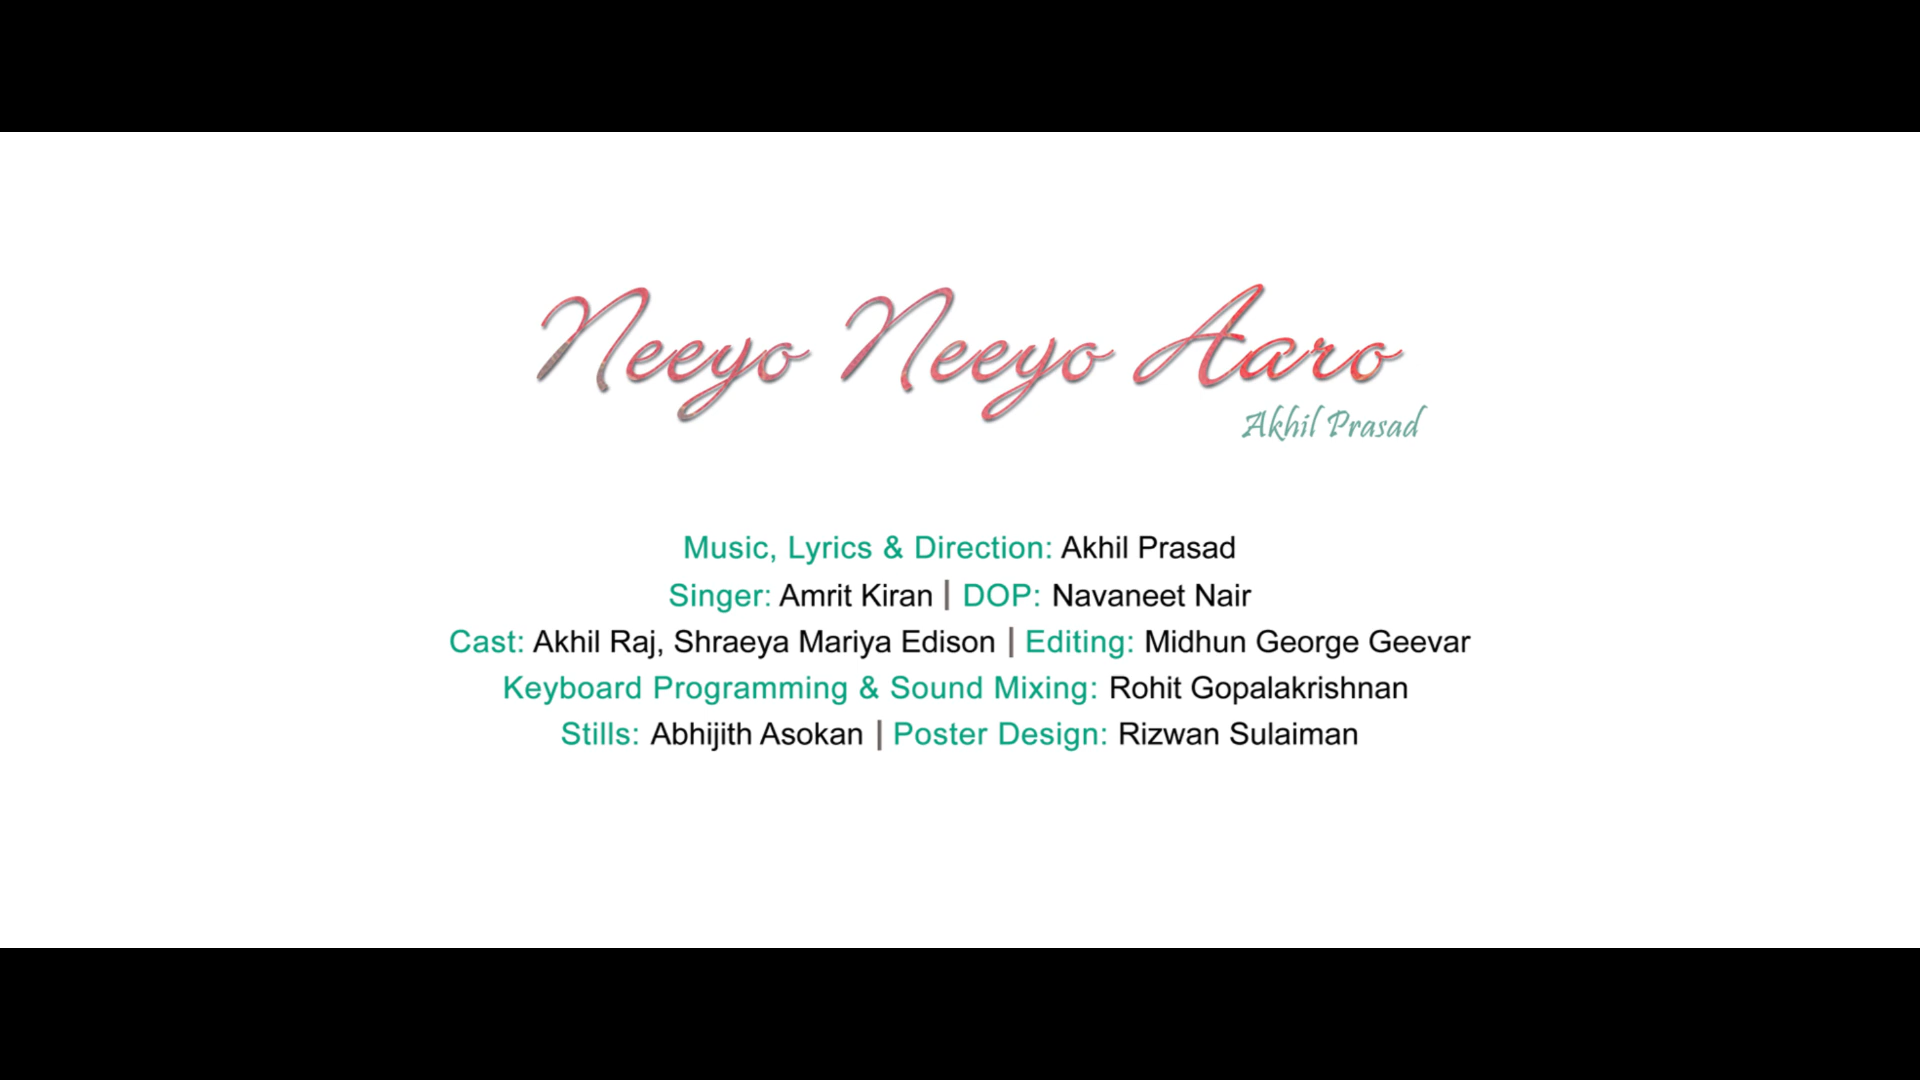 Neeyo Neeyo Aaro
Akhil Prasad
Music, Lyrics & Direction: Akhil Prasad
Singer: Amrit Kiran | DOP: Navaneet Nair
Cast: Akhil Raj, Shraeya Mariya Edison | Editing: Midhun George Geevar
Keyboard Programming & Sound Mixing: Rohit Gopalakrishnan
Stills: Abhijith Asokan | Poster Design: Rizwan Sulaiman